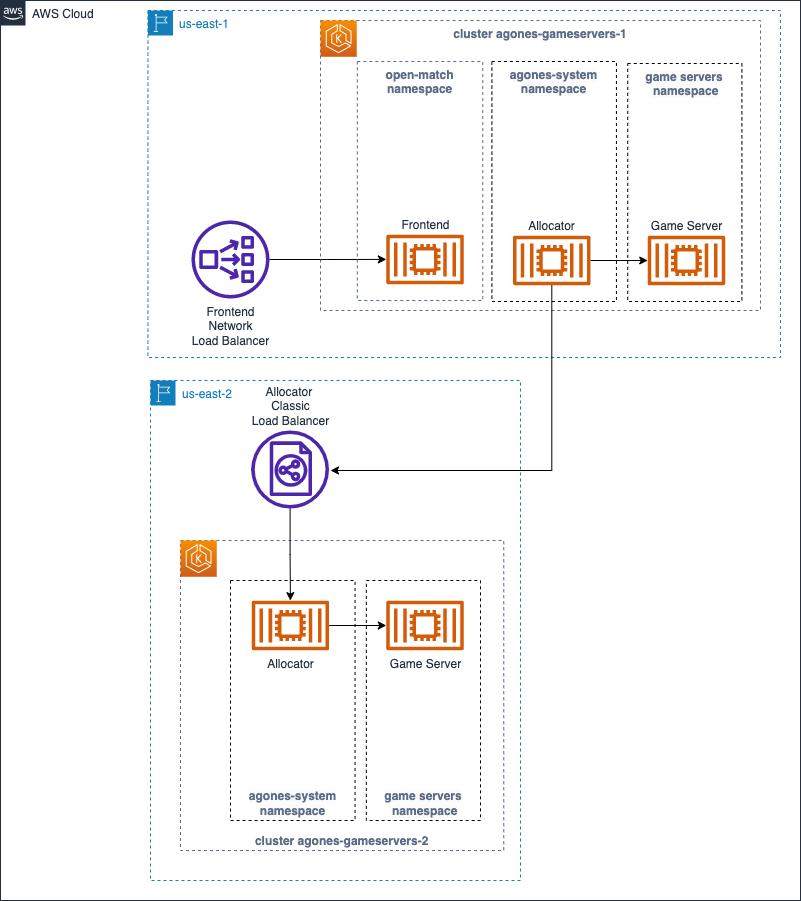 aws
AWS Cloud
us-east-1
cluster agones-gameservers-1
open-match
namespace
agones-system
namespace
game servers
namespace
Frontend
Allocator
Game Server
Frontend
Network
Load Balancer
us-east-2
Allocator
Classic
Load Balancer
Allocator
Game Server
agones-system
namespace
game servers
namespace
cluster agones-gameservers-2